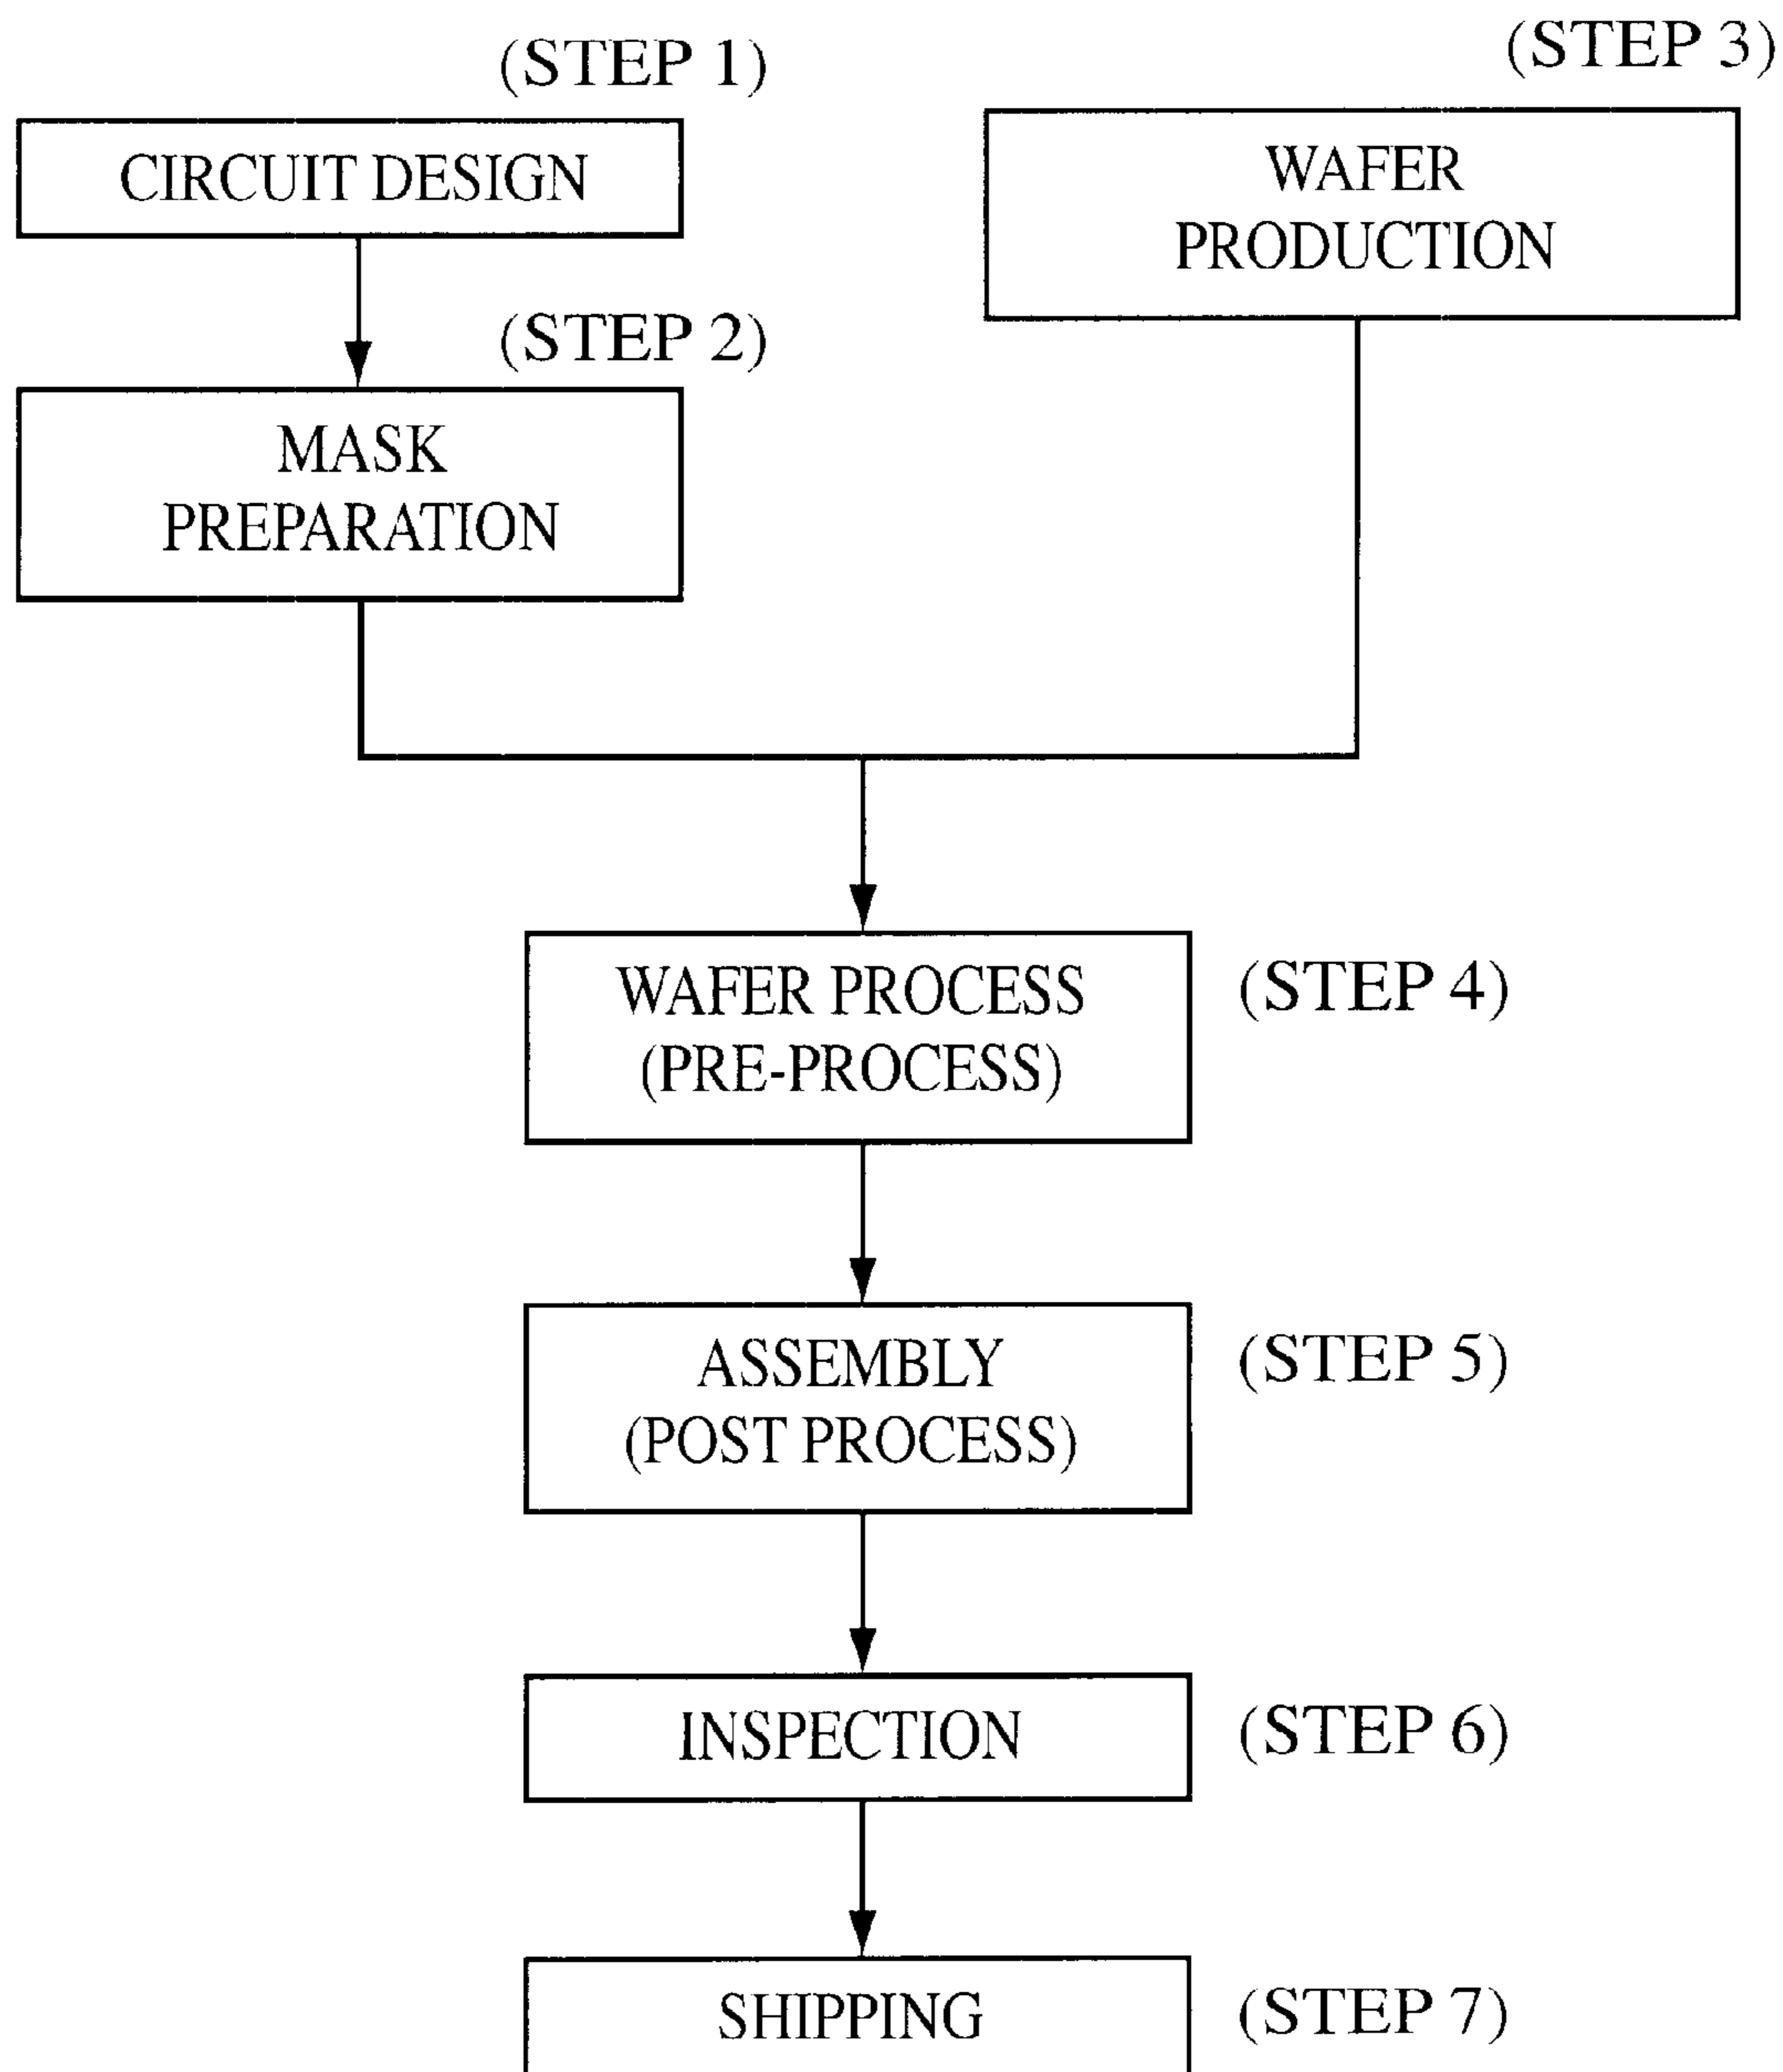 (STEP 1)
CIRCUIT DESIGN
(STEP 2)
MASK
PREPARATION
(STEP 3)
WAFER
PRODUCTION
WAFER PROCESS
(PRE-PROCESS)
(STEP 4)
ASSEMBLY
(POST PROCESS)
(STEP 5)
INSPECTION
(STEP 6)
SHIPPING
(STEP 7)